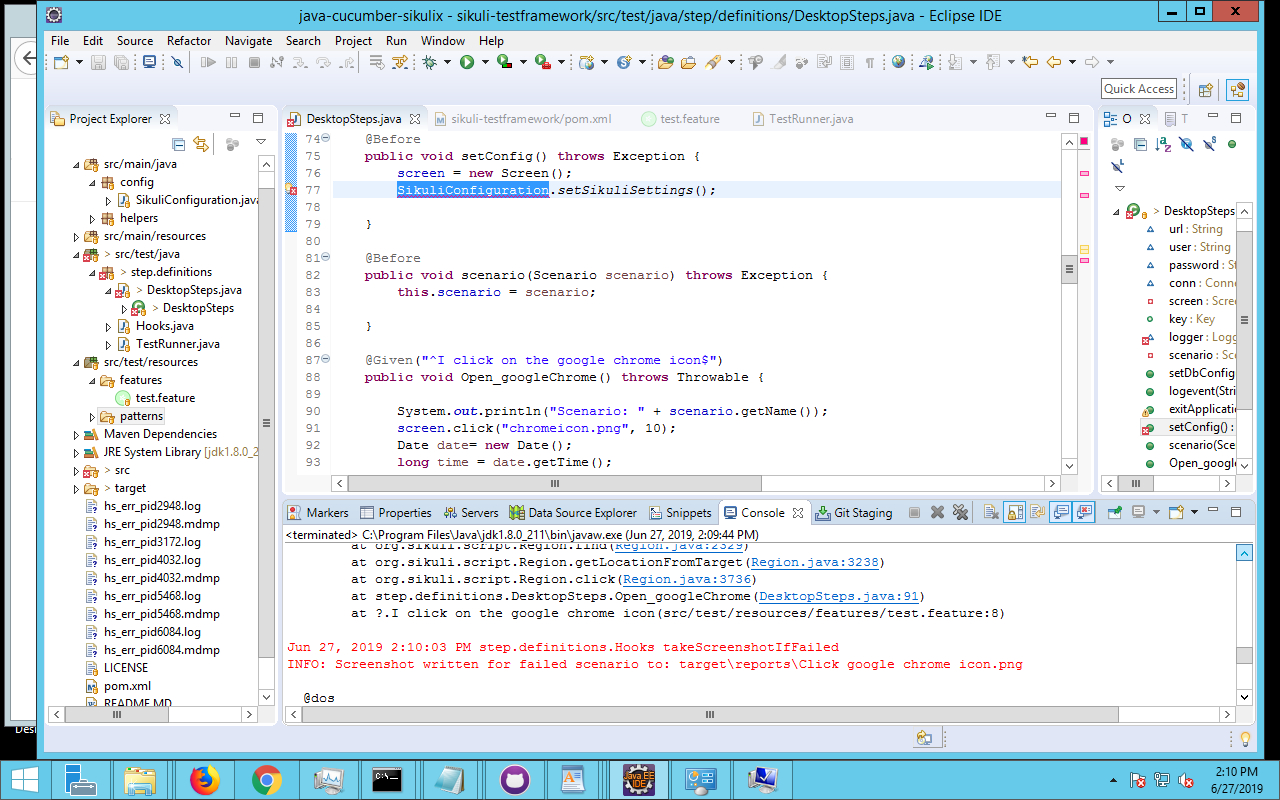 java-cucumber-sikulix - sikuli-testframework/src/test/java/step/definitions/DesktopSteps.java - Eclipse IDE
File Edit Source Refactor Navigate Search Project Run Window Help
Quick Access
Project Explorer
src/main/java
config
SikuliConfiguration.java
helpers
src/main/resources
> src/test/java
> step.definitions
> DesktopSteps.java
> DesktopSteps
Hooks.java
TestRunner.java
src/test/resources
features
test.feature
patterns
Maven Dependencies
JRE System Library [jdk1.8.0_2
> src
> target
hs_err_pid2948.log
hs_err_pid2948.mdmp
hs_err_pid3172.log
hs_err_pid4032.log
hs_err_pid4032.mdmp
hs_err_pid5468.log
hs_err_pid5468.mdmp
hs_err_pid6084.log
hs_err_pid6084.mdmp
LICENSE
pom.xml
README.MD
DesktopSteps.java sikuli-testframework/pom.xml test.feature TestRunner.java
74 @Before
75 public void setConfig() throws Exception {
76 screen = new Screen();
77 SikuliConfiguration.setSikuliSettings();
78
79 }
80
81 @Before
82 public void scenario(Scenario scenario) throws Exception {
83 this.scenario = scenario;
84
85 }
86
87 @Given("^I click on the google chrome icon$")
88 public void Open_googleChrome() throws Throwable {
89
90 System.out.println("Scenario: " + scenario.getName());
91 screen.click("chromeicon.png", 10);
92 Date date= new Date();
93 long time = date.getTime();
O T
> DesktopSteps
url : String
user : String
password : St
conn : Conne
screen : Scree
key : Key
logger : Logg
scenario : Sce
setDbConfig
logevent(Stri
exitApplicatio
setConfig() :
scenario(Sce
Open_google
Markers Properties Servers Data Source Explorer Snippets Console Git Staging
<terminated> C:\Program Files\Java\jdk1.8.0_211\bin\javaw.exe (Jun 27, 2019, 2:09:44 PM)
at org.sikuli.script.Region.find(Region.java:2329)
at org.sikuli.script.Region.getLocationFromTarget(Region.java:3238)
at org.sikuli.script.Region.click(Region.java:3736)
at step.definitions.DesktopSteps.Open_googleChrome(DesktopSteps.java:91)
at ?.I click on the google chrome icon(src/test/resources/features/test.feature:8)
Jun 27, 2019 2:10:03 PM step.definitions.Hooks takeScreenshotIfFailed
INFO: Screenshot written for failed scenario to: target\reports\Click google chrome icon.png
@dos
Desl
C:\_
Java EE
IDE
2:10 PM
6/27/2019